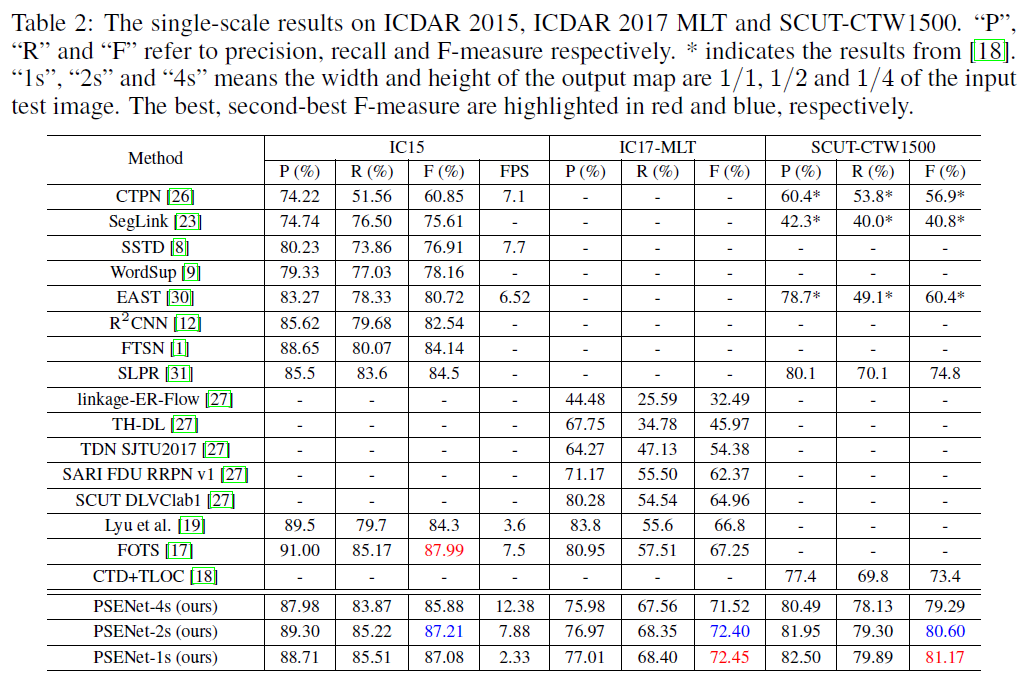 Table 2: The single-scale results on ICDAR 2015, ICDAR 2017 MLT and SCUT-CTW1500. “P”,
“R” and “F” refer to precision, recall and F-measure respectively. * indicates the results from [18].
“1s”, “2s” and “4s” means the width and height of the output map are 1/1, 1/2 and 1/4 of the input
test image. The best, second-best F-measure are highlighted in red and blue, respectively.
Method IC15 IC17-MLT SCUT-CTW1500
P (%) R (%) F (%) FPS P (%) R (%) F (%) P (%) R (%) F (%)
CTPN [26] 74.22 51.56 60.85 7.1 - - - 60.4* 53.8* 56.9*
SegLink [23] 74.74 76.50 75.61 - - - - 42.3* 40.0* 40.8*
SSTD [8] 80.23 73.86 76.91 7.7 - - - - - -
WordSup [9] 79.33 77.03 78.16 - - - - - - -
EAST [30] 83.27 78.33 80.72 6.52 - - - 78.7* 49.1* 60.4*
R²CNN [12] 85.62 79.68 82.54 - - - - - - -
FTSN [1] 88.65 80.07 84.14 - - - - - - -
SLPR [31] 85.5 83.6 84.5 - - - - 80.1 70.1 74.8
linkage-ER-Flow [27] - - - - 44.48 25.59 32.49 - - -
TH-DL [27] - - - - 67.75 34.78 45.97 - - -
TDN SJTU2017 [27] - - - - 64.27 47.13 54.38 - - -
SARI FDU RRPN v1 [27] - - - - 71.17 55.50 62.37 - - -
SCUT DLVClab1 [27] - - - - 80.28 54.54 64.96 - - -
Lyu et al. [19] 89.5 79.7 84.3 3.6 83.8 55.6 66.8 - - -
FOTS [17] 91.00 85.17 87.99 7.5 80.95 57.51 67.25 - - -
CTD+TLOC [18] - - - - - - - 77.4 69.8 73.4
PSENet-4s (ours) 87.98 83.87 85.88 12.38 75.98 67.56 71.52 80.49 78.13 79.29
PSENet-2s (ours) 89.30 85.22 87.21 7.88 76.97 68.35 72.40 81.95 79.30 80.60
PSENet-1s (ours) 88.71 85.51 87.08 2.33 77.01 68.40 72.45 82.50 79.89 81.17